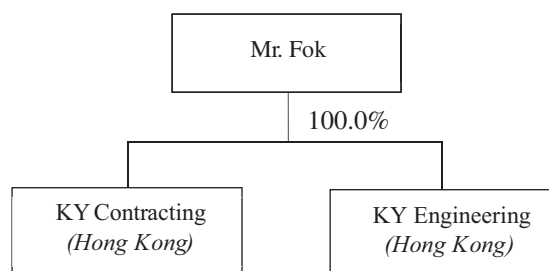 Mr. Fok
100.0%
KY Contracting
(Hong Kong)
KY Engineering
(Hong Kong)